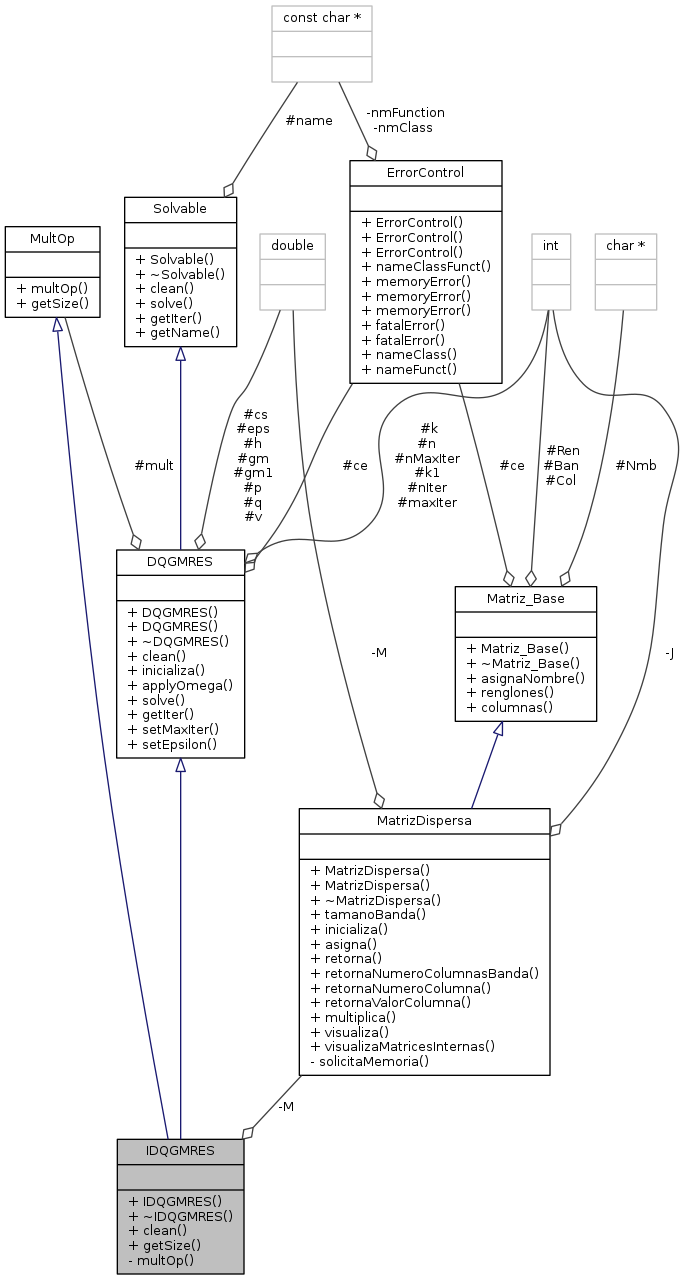 const char *
#name
-nmFunction
-nmClass
ErrorControl
+ ErrorControl()
+ ErrorControl()
+ ErrorControl()
+ nameClassFunct()
+ memoryError()
+ memoryError()
+ memoryError()
+ fatalError()
+ fatalError()
+ nameClass()
+ nameFunct()
Solvable
+ Solvable()
+ ~Solvable()
+ clean()
+ solve()
+ getIter()
+ getName()
MultOp
+ multOp()
+ getSize()
double
int
char *
#mult
#cs
#eps
#h
#gm
#gm1
#p
#q
#v
#ce
#k
#n
#nMaxIter
#k1
#nIter
#maxIter
#ce
#Ren
#Ban
#Col
#Nmb
DQGMRES
+ DQGMRES()
+ DQGMRES()
+ ~DQGMRES()
+ clean()
+ inicializa()
+ applyOmega()
+ solve()
+ getIter()
+ setMaxIter()
+ setEpsilon()
Matriz_Base
+ Matriz_Base()
+ ~Matriz_Base()
+ asignaNombre()
+ renglones()
+ columnas()
-M
-J
MatrizDispersa
+ MatrizDispersa()
+ MatrizDispersa()
+ ~MatrizDispersa()
+ tamanoBanda()
+ inicializa()
+ asigna()
+ retorna()
+ retornaNumeroColumnasBanda()
+ retornaNumeroColumna()
+ retornaValorColumna()
+ multiplica()
+ visualiza()
+ visualizaMatricesInternas()
- solicitaMemoria()
-M
IDQGMRES
+ IDQGMRES()
+ ~IDQGMRES()
+ clean()
+ getSize()
- multOp()